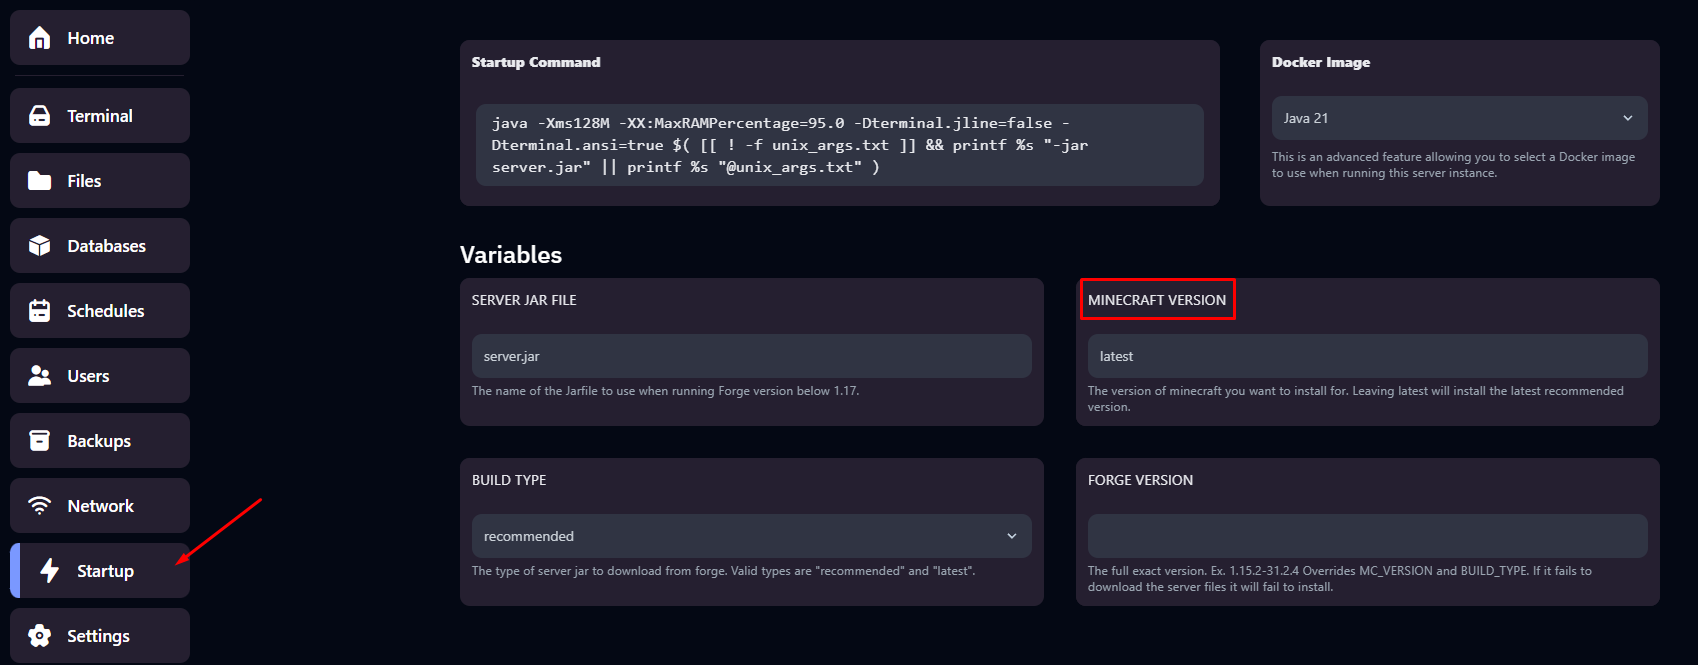 Home
Terminal
Files
Databases
Schedules
Users
Backups
Network
Startup
Settings
Startup Command
java -Xms128M -XX:MaxRAMPercentage=95.0 -Dterminal.jline=false -
Dterminal.ansi=true $( [[ ! -f unix_args.txt ]] && printf %s "-jar
server.jar" || printf %s "@unix_args.txt" )
Docker Image
Java 21
This is an advanced feature allowing you to select a Docker image
to use when running this server instance.
Variables
SERVER JAR FILE
server.jar
The name of the Jarfile to use when running Forge version below 1.17.
MINECRAFT VERSION
latest
The version of minecraft you want to install for. Leaving latest will install the latest recommended
version.
BUILD TYPE
recommended
The type of server jar to download from forge. Valid types are "recommended" and "latest".
FORGE VERSION
The full exact version. Ex. 1.15.2-31.2.4 Overrides MC_VERSION and BUILD_TYPE. If it fails to
download the server files it will fail to install.